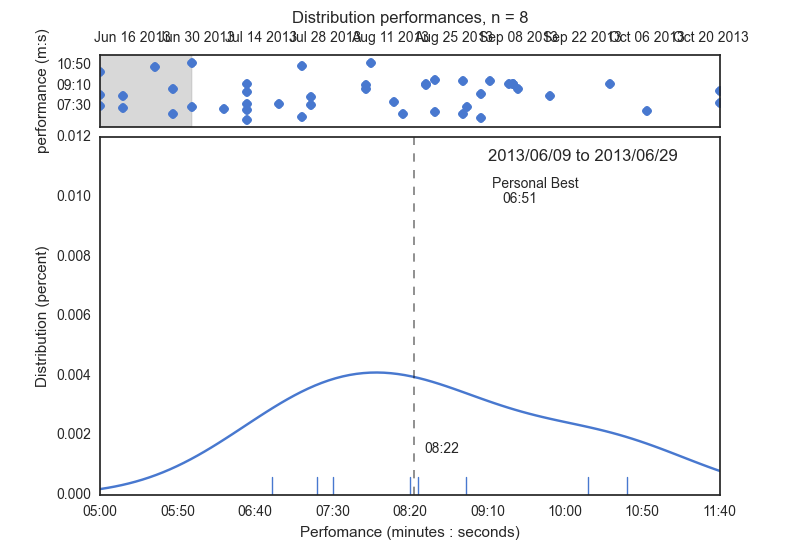 Distribution performances, n = 8
Jun 16 2013 Jun 30 2013 Jul 14 2013 Jul 28 2013 Aug 11 2013 Aug 25 2013 Sep 08 2013 Sep 22 2013 Oct 06 2013 Oct 20 2013
performance (m:s)
10:50
09:10
07:30
0.012
0.010
0.008
0.006
0.004
0.002
0.000
Distribution (percent)
2013/06/09 to 2013/06/29
Personal Best
06:51
08:22
05:00 05:50 06:40 07:30 08:20 09:10 10:00 10:50 11:40
Perfomance (minutes : seconds)